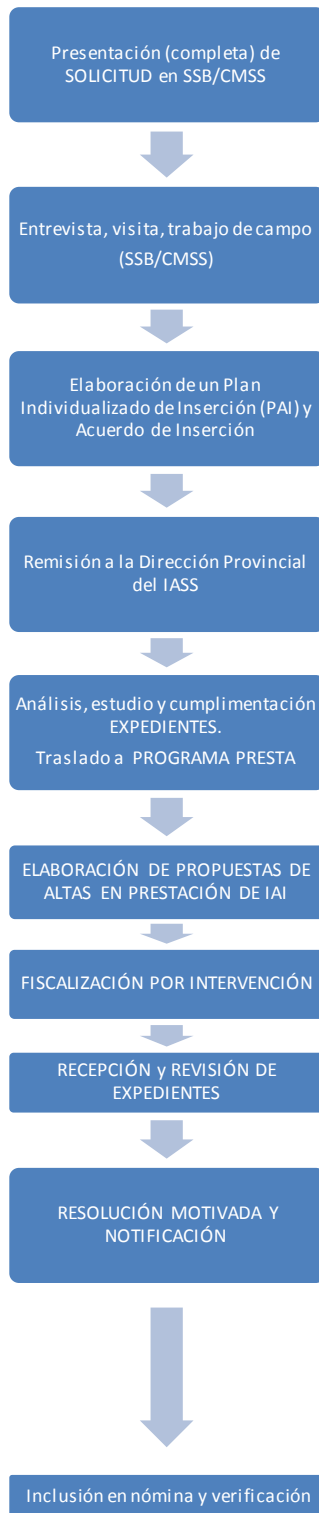 Presentación (completa) de
SOLICITUD en SSB/CMSS
Entrevista, visita, trabajo de campo
(SSB/CMSS)
Elaboración de un Plan
Individualizado de Inserción (PAI) y
Acuerdo de Inserción
Remisión a la Dirección Provincial
del IASS
Análisis, estudio y cumplimentación
EXPEDIENTES.
Traslado a PROGRAMA PRESTA
ELABORACIÓN DE PROPUESTAS DE
ALTAS EN PRESTACIÓN DE IAI
FISCALIZACIÓN POR INTERVENCIÓN
RECEPCIÓN y REVISIÓN DE
EXPEDIENTES
RESOLUCIÓN MOTIVADA Y
NOTIFICACIÓN
Inclusión en nómina y verificación